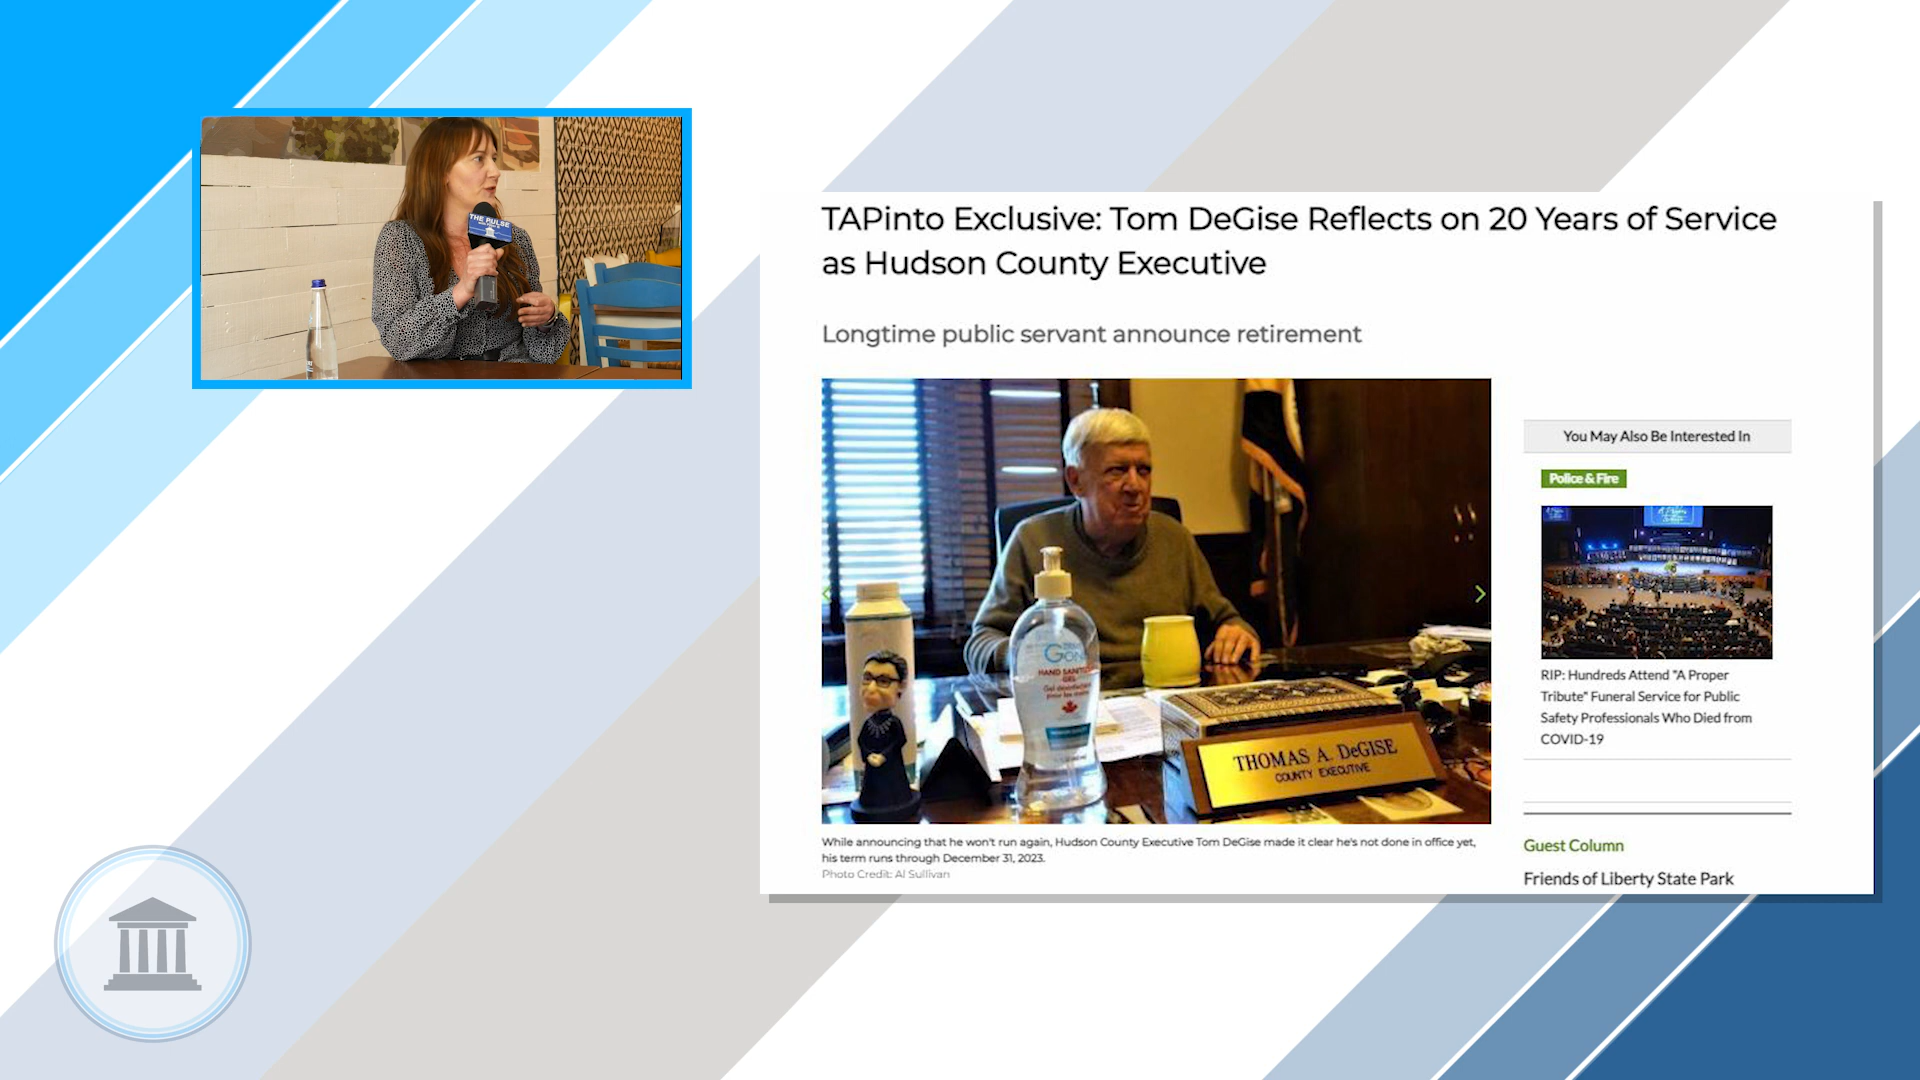 THE PULSE
TAPinto Exclusive: Tom DeGise Reflects on 20 Years of Service
as Hudson County Executive
Longtime public servant announce retirement
HAND SANITIZER
GEL
THOMAS A. DeGISE
COUNTY EXECUTIVE
While announcing that he won't run again, Hudson County Executive Tom DeGise made it clear he's not done in office yet,
his term runs through December 31, 2023.
Photo Credit: Al Sullivan
You May Also Be Interested In
Police & Fire
RIP: Hundreds Attend "A Proper
Tribute" Funeral Service for Public
Safety Professionals Who Died from
COVID-19
Guest Column
Friends of Liberty State Park